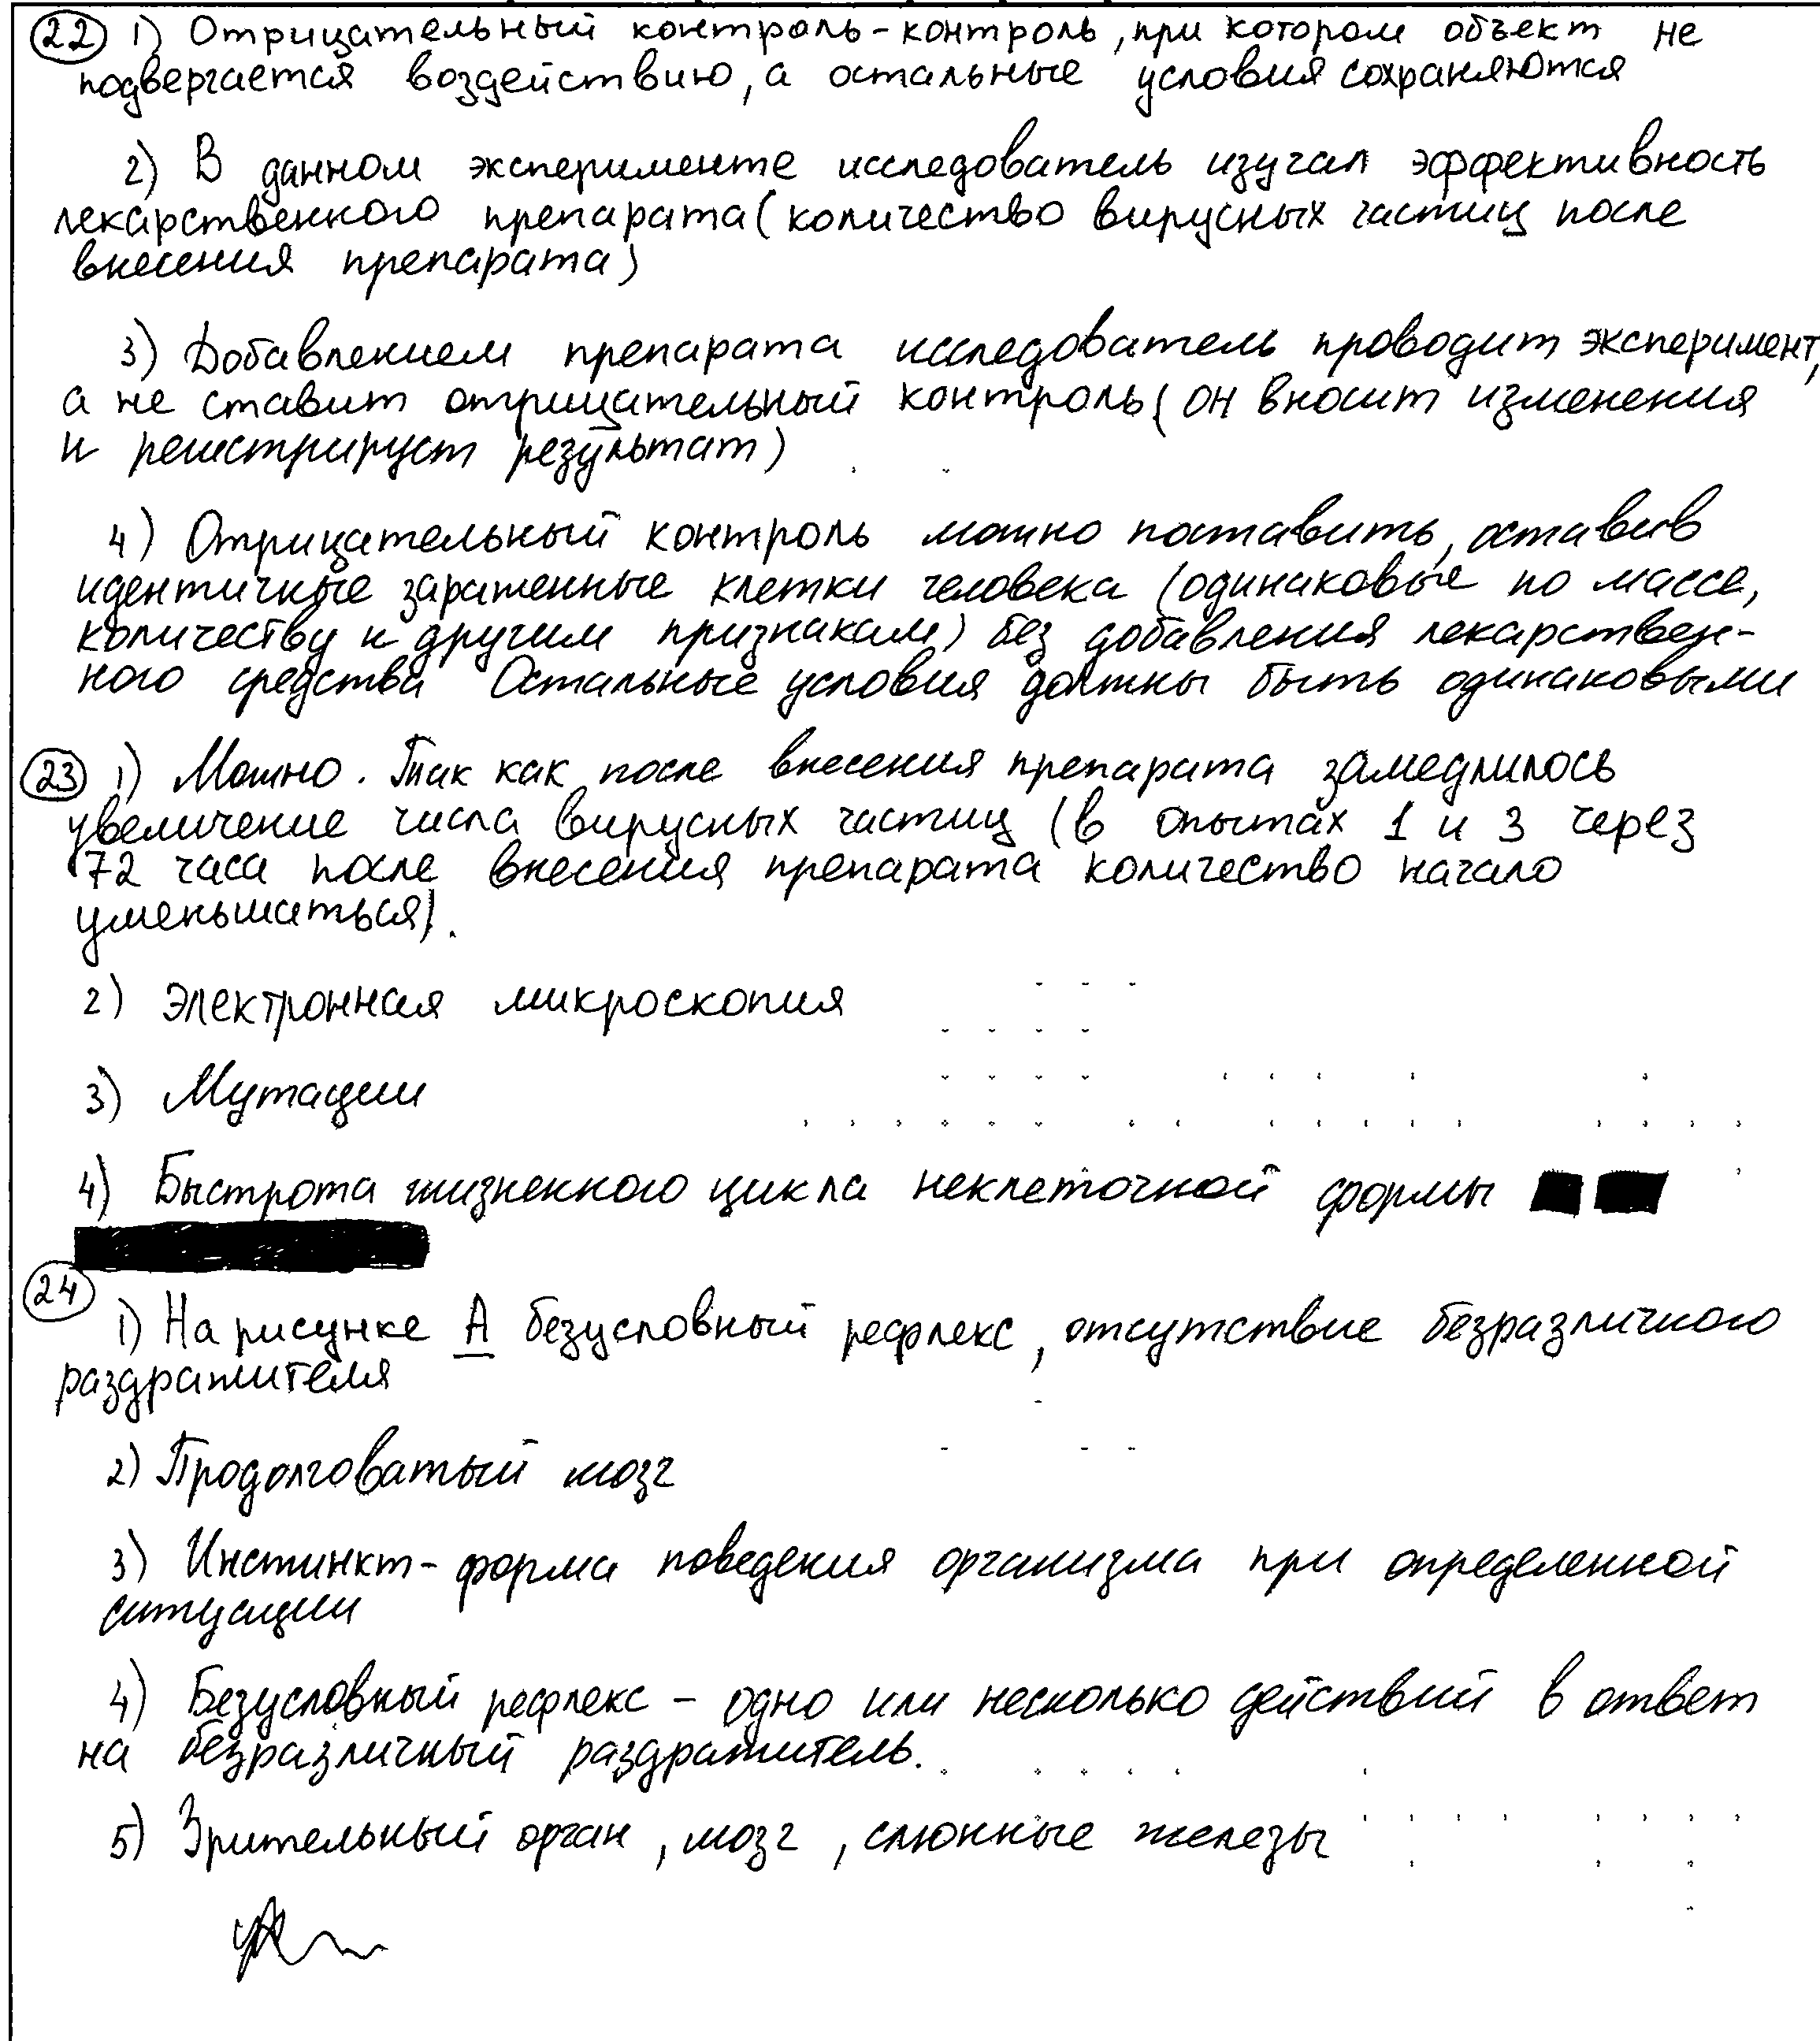 22 1) Отрицательный контроль - контроль, при котором объект не
подвергается воздействию, а остальные условия сохраняются
2) В данном эксперименте исследователь изучал эффективность
лекарственного препарата (количество вирусных частиц после
внесения препарата)
3) Добавлением препарата исследователь проводит эксперимент,
а не ставит отрицательный контроль (он вносит изменения
и регистрирует результат)
4) Отрицательный контроль можно поставить, оставив
идентичные зараженные клетки человека (одинаковые по массе,
количеству и другим признакам) без добавления лекарствен-
ного средства Остальные условия должны быть одинаковыми
23 1) Можно. Так как после внесения препарата замедлилось
увеличение числа вирусных частиц (в опытах 1 и 3 через
72 часа после внесения препарата количество начало
уменьшаться).
2) Электронная микроскопия
3) Мутации
4) Быстрота жизненного цикла неклеточной формы
24
1) На рисунке А безусловный рефлекс, отсутствие безразличного
раздражителя
2) Продолговатый мозг
3) Инстинкт - форма поведения организма при определенной
ситуации
4) Безусловный рефлекс - одно или несколько действий в ответ
на безразличный раздражитель.
5) Зрительный орган, мозг, слюнные железы